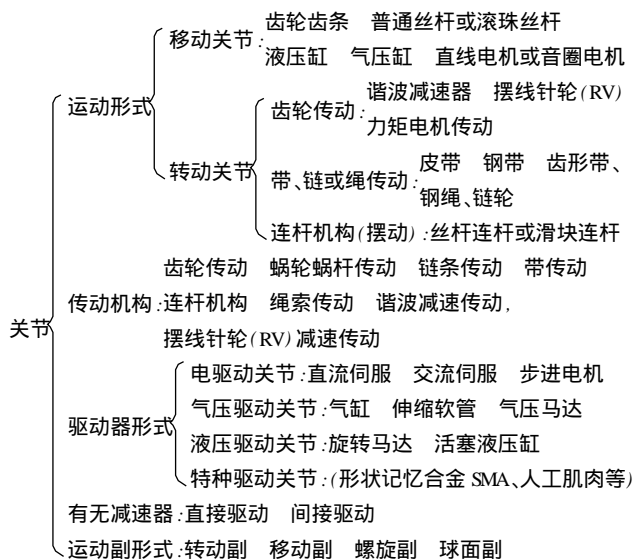 齿轮齿条 普通丝杆或滚珠丝杆
移动关节:
液压缸 气压缸 直线电机或音圈电机
运动形式
谐波减速器 摆线针轮(RV)
齿轮传动:
力矩电机传动
转动关节
皮带 钢带 齿形带、
带、链或绳传动:
钢绳、链轮
连杆机构(摆动):丝杆连杆或滑块连杆
齿轮传动 蜗轮蜗杆传动 链条传动 带传动
传动机构:连杆机构 绳索传动 谐波减速传动,
摆线针轮(RV)减速传动
关节
电驱动关节:直流伺服 交流伺服 步进电机
气压驱动关节:气缸 伸缩软管 气压马达
驱动器形式
液压驱动关节:旋转马达 活塞液压缸
特种驱动关节:(形状记忆合金 SMA、人工肌肉等)
有无减速器:直接驱动 间接驱动
运动副形式:转动副 移动副 螺旋副 球面副